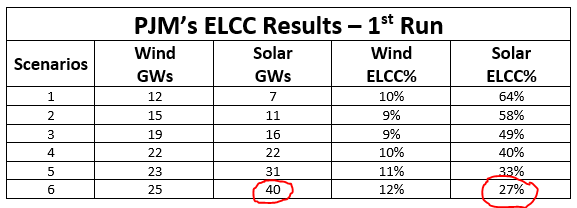 PJM's ELCC Results – 1st Run
Scenarios Wind GWs Solar GWs Wind ELCC% Solar ELCC%
1 12 7 10% 64%
2 15 11 9% 58%
3 19 16 9% 49%
4 22 22 10% 40%
5 23 31 11% 33%
6 25 40 12% 27%